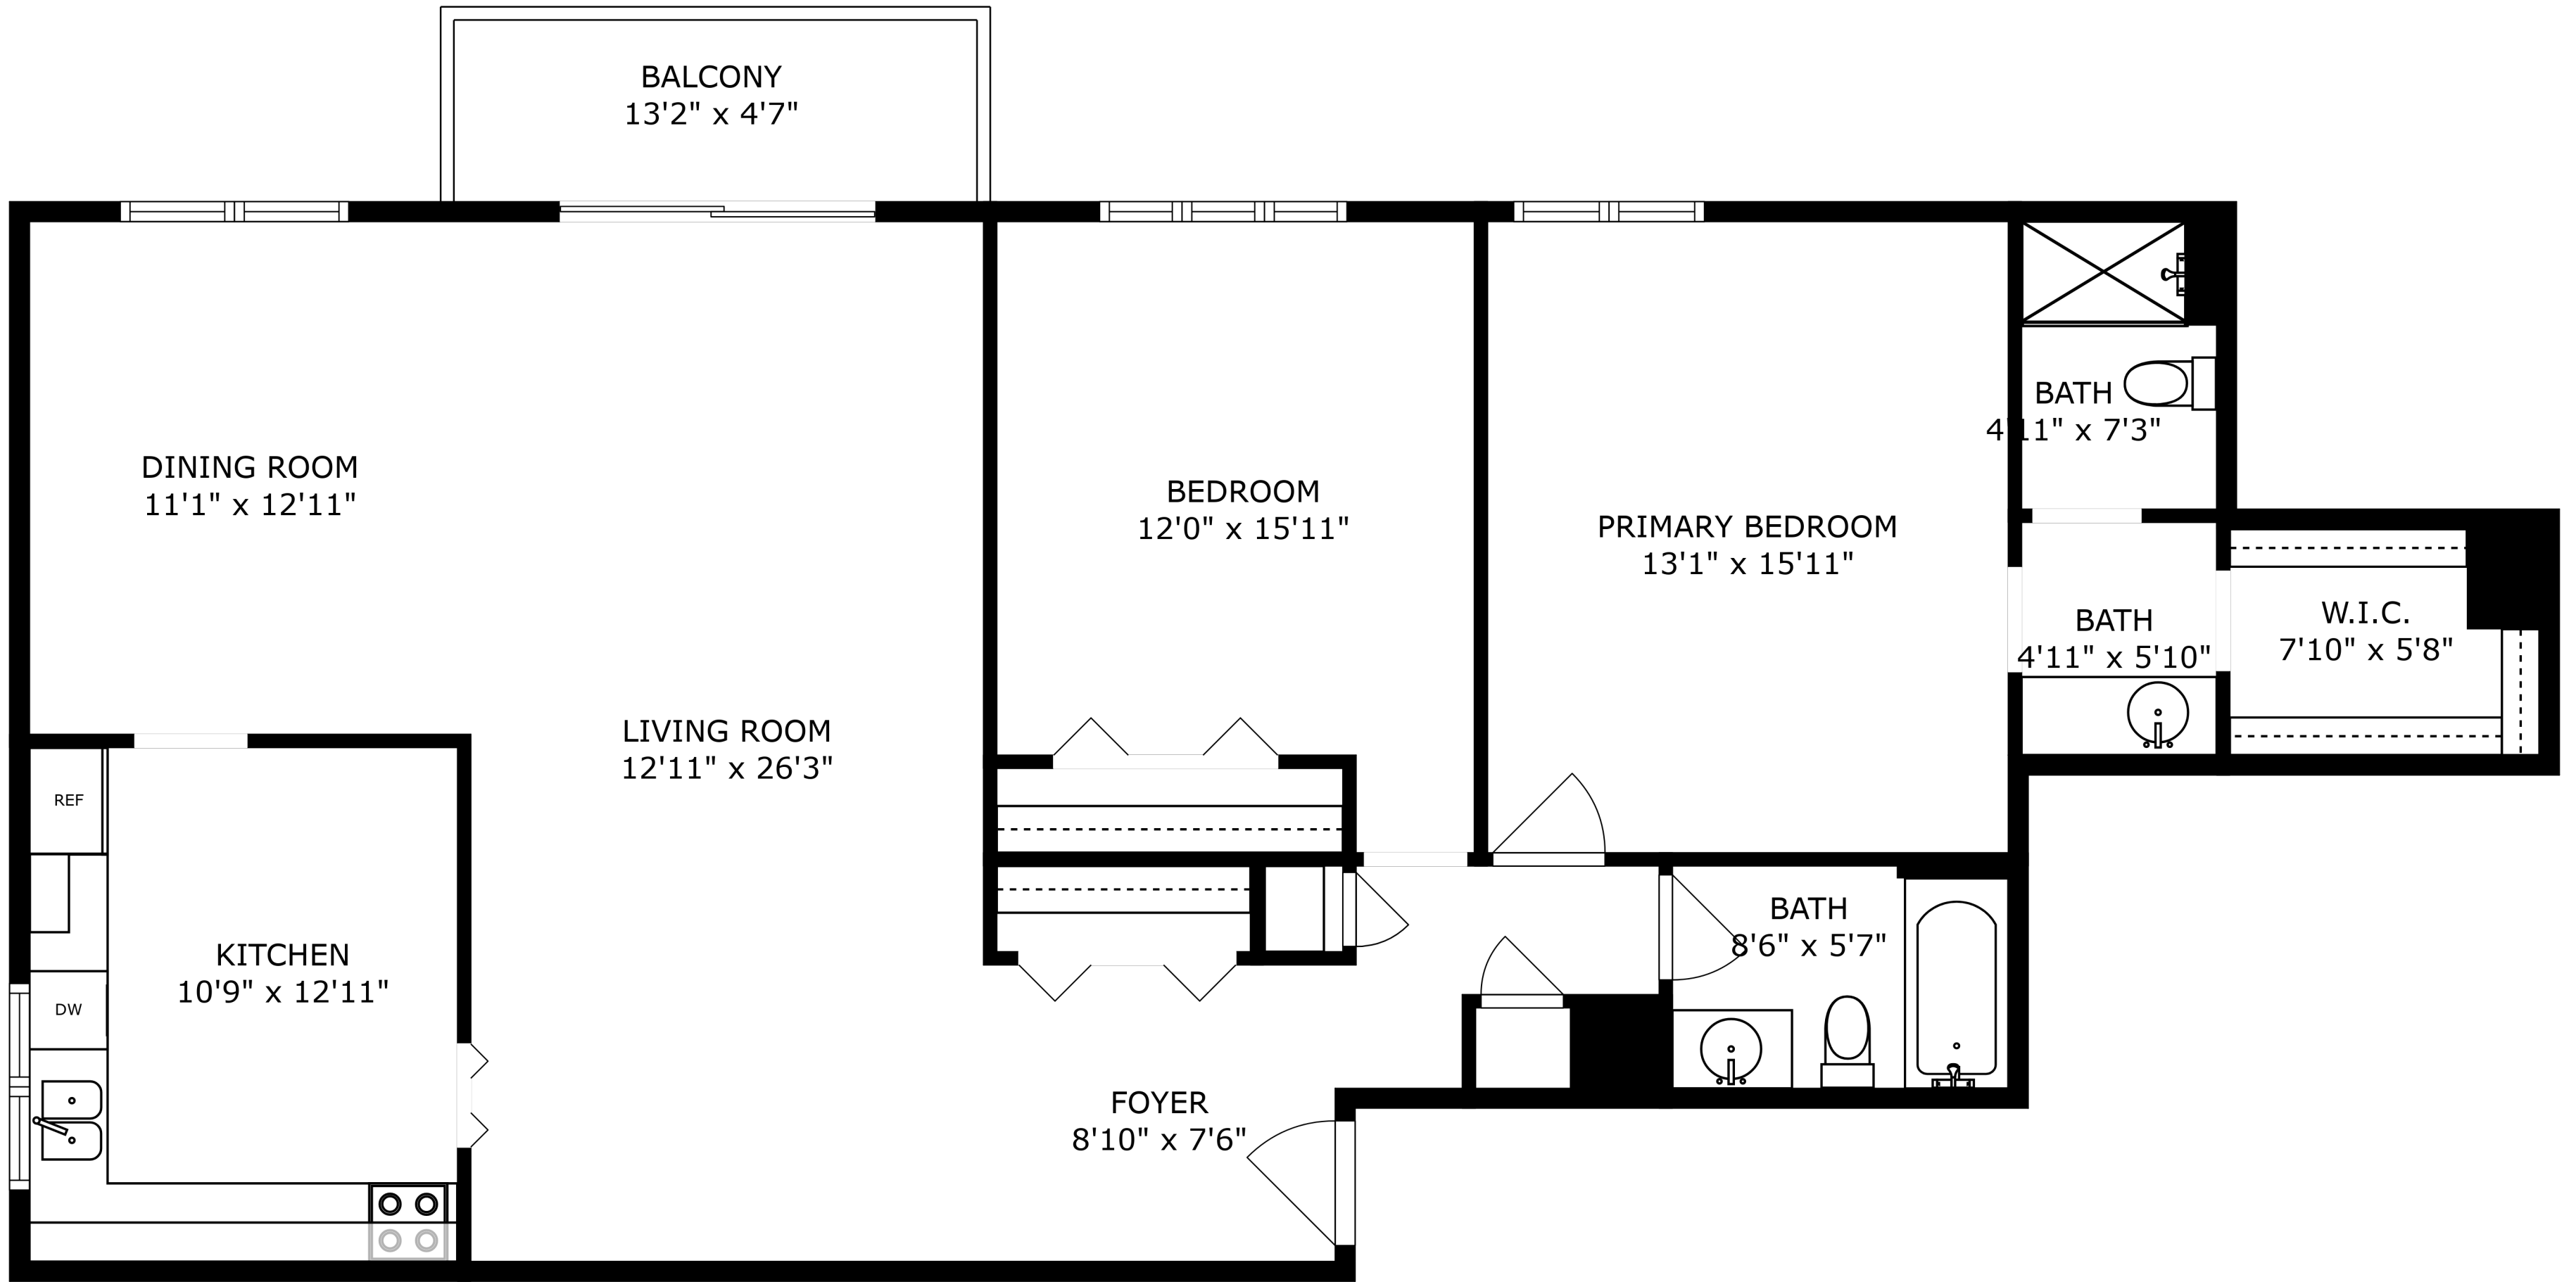 BALCONY
13'2" x 4'7"
DINING ROOM
11'1" x 12'11"
LIVING ROOM
12'11" x 26'3"
BEDROOM
12'0" x 15'11"
PRIMARY BEDROOM
13'1" x 15'11"
BATH
4'11" x 7'3"
BATH
4'11" x 5'10"
W.I.C.
7'10" x 5'8"
REF
KITCHEN
10'9" x 12'11"
DW
BATH
8'6" x 5'7"
FOYER
8'10" x 7'6"